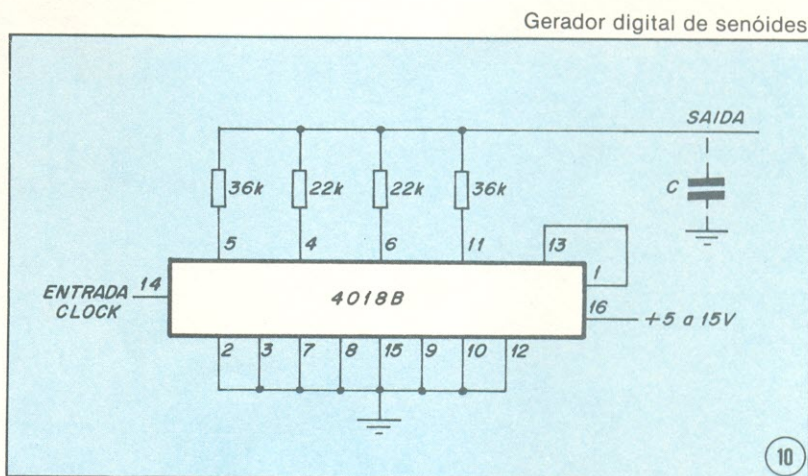 Gerador digital de senóides
SAIDA
36k 22k 22k 36k
C
5 4 6 11 13
1
ENTRADA 14
CLOCK
4018B
16
+5 a 15V
2 3 7 8 15 9 10 12
10